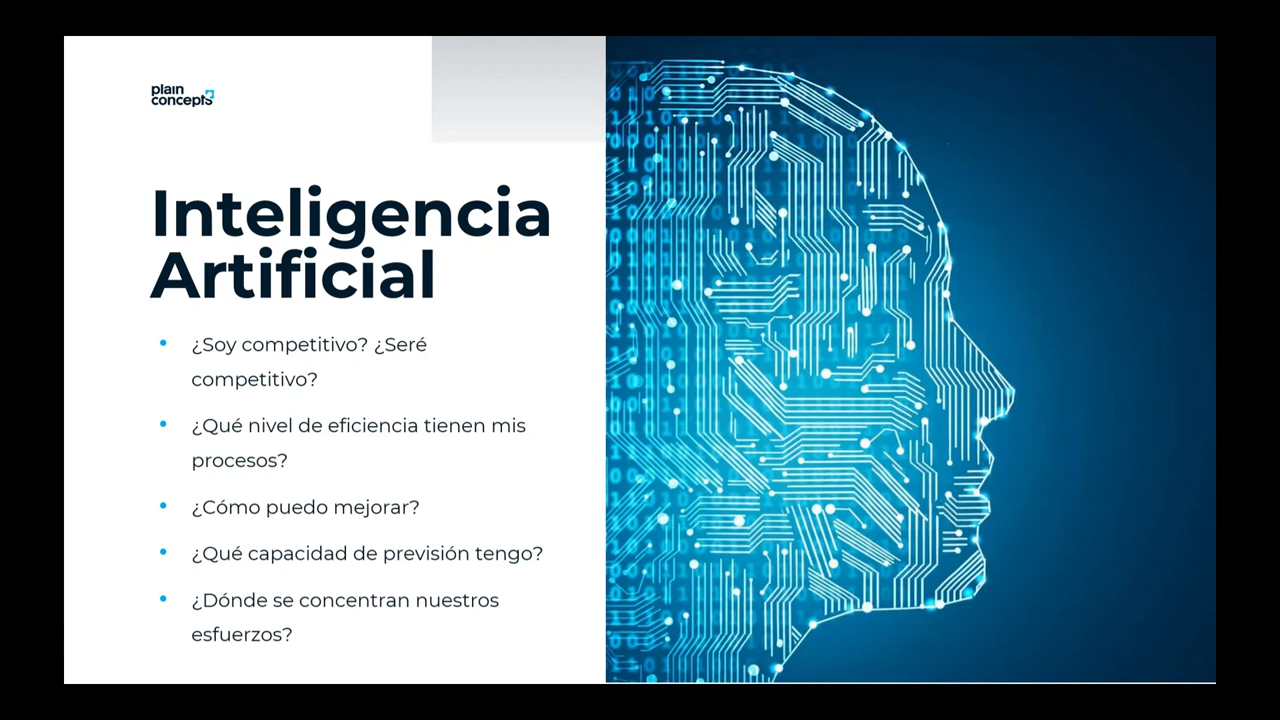 plain
concepts
Inteligencia
Artificial
• ¿Soy competitivo? ¿Seré
competitivo?
• ¿Qué nivel de eficiencia tienen mis
procesos?
• ¿Cómo puedo mejorar?
• ¿Qué capacidad de previsión tengo?
• ¿Dónde se concentran nuestros
esfuerzos?